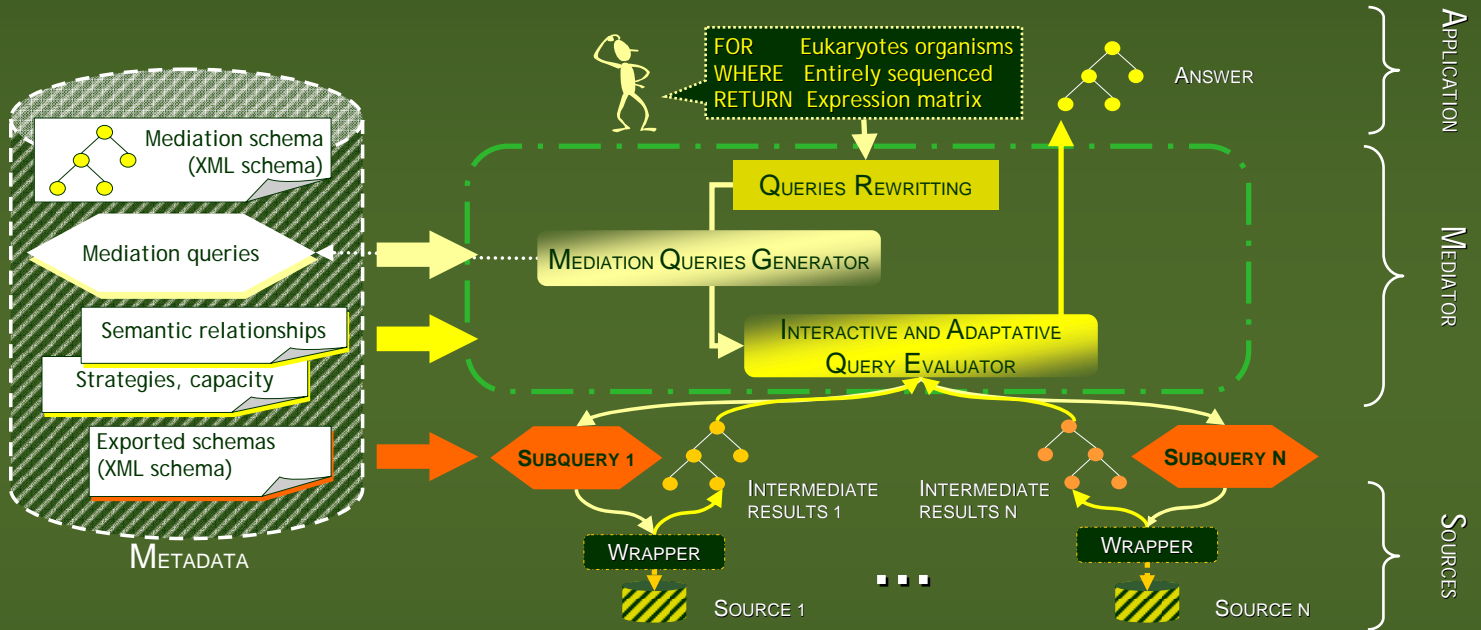 FOR Eukaryotes organisms
WHERE Entirely sequenced
RETURN Expression matrix
ANSWER
APPLICATION
Mediation schema
(XML schema)
Mediation queries
Semantic relationships
Strategies, capacity
Exported schemas
(XML schema)
METADATA
QUERIES REWRITTING
MEDIATION QUERIES GENERATOR
INTERACTIVE AND ADAPTATIVE
QUERY EVALUATOR
MEDIATOR
SUBQUERY 1
INTERMEDIATE
RESULTS 1
INTERMEDIATE
RESULTS N
SUBQUERY N
WRAPPER
WRAPPER
...
SOURCE 1
SOURCE N
SOURCES